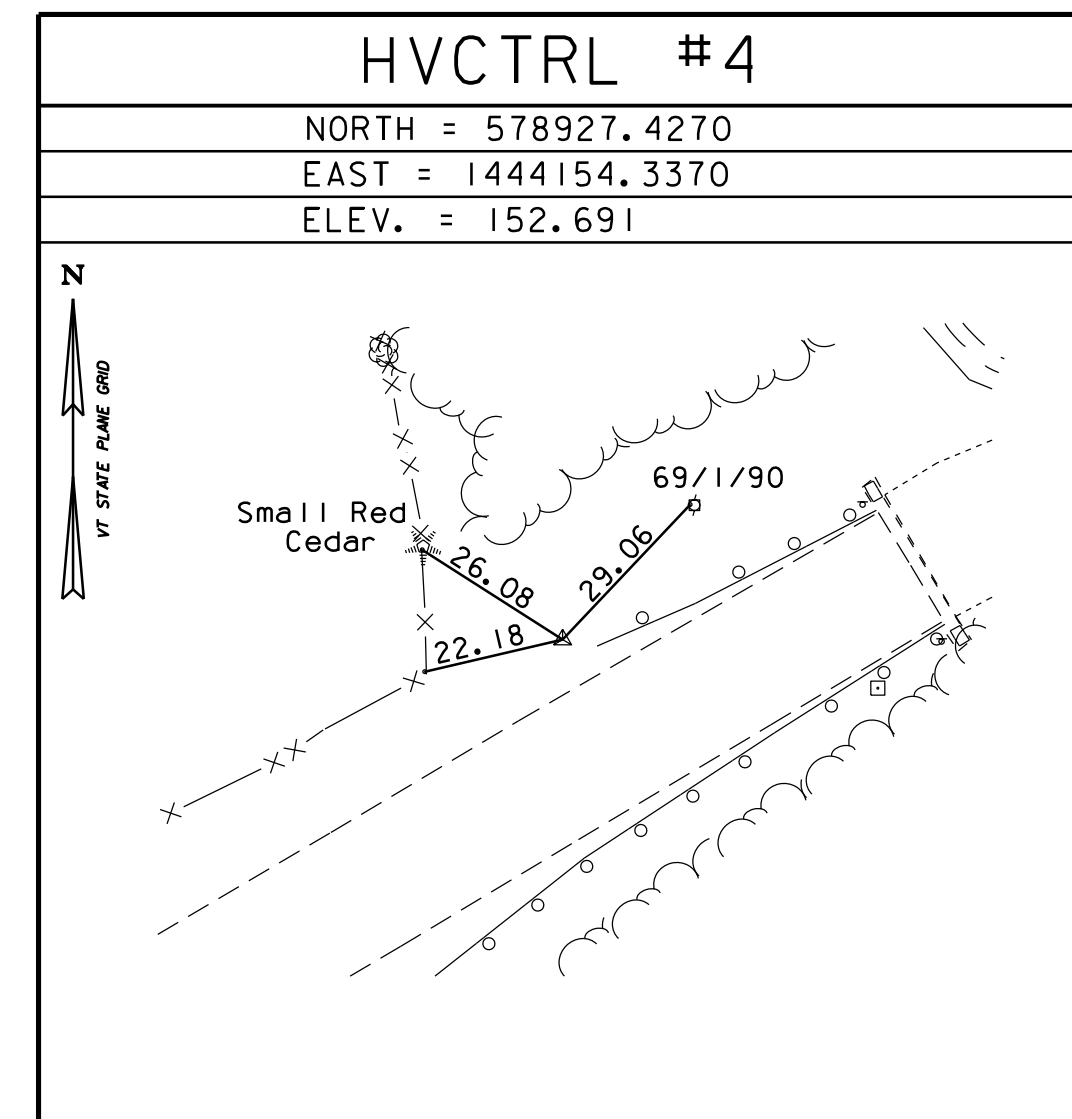 HVCTRL #4
NORTH = 578927.4270
EAST = 1444154.3370
ELEV. = 152.691
N
VT STATE PLANE GRID
69/1/90
Small Red
Cedar
26.08
29.06
22.18